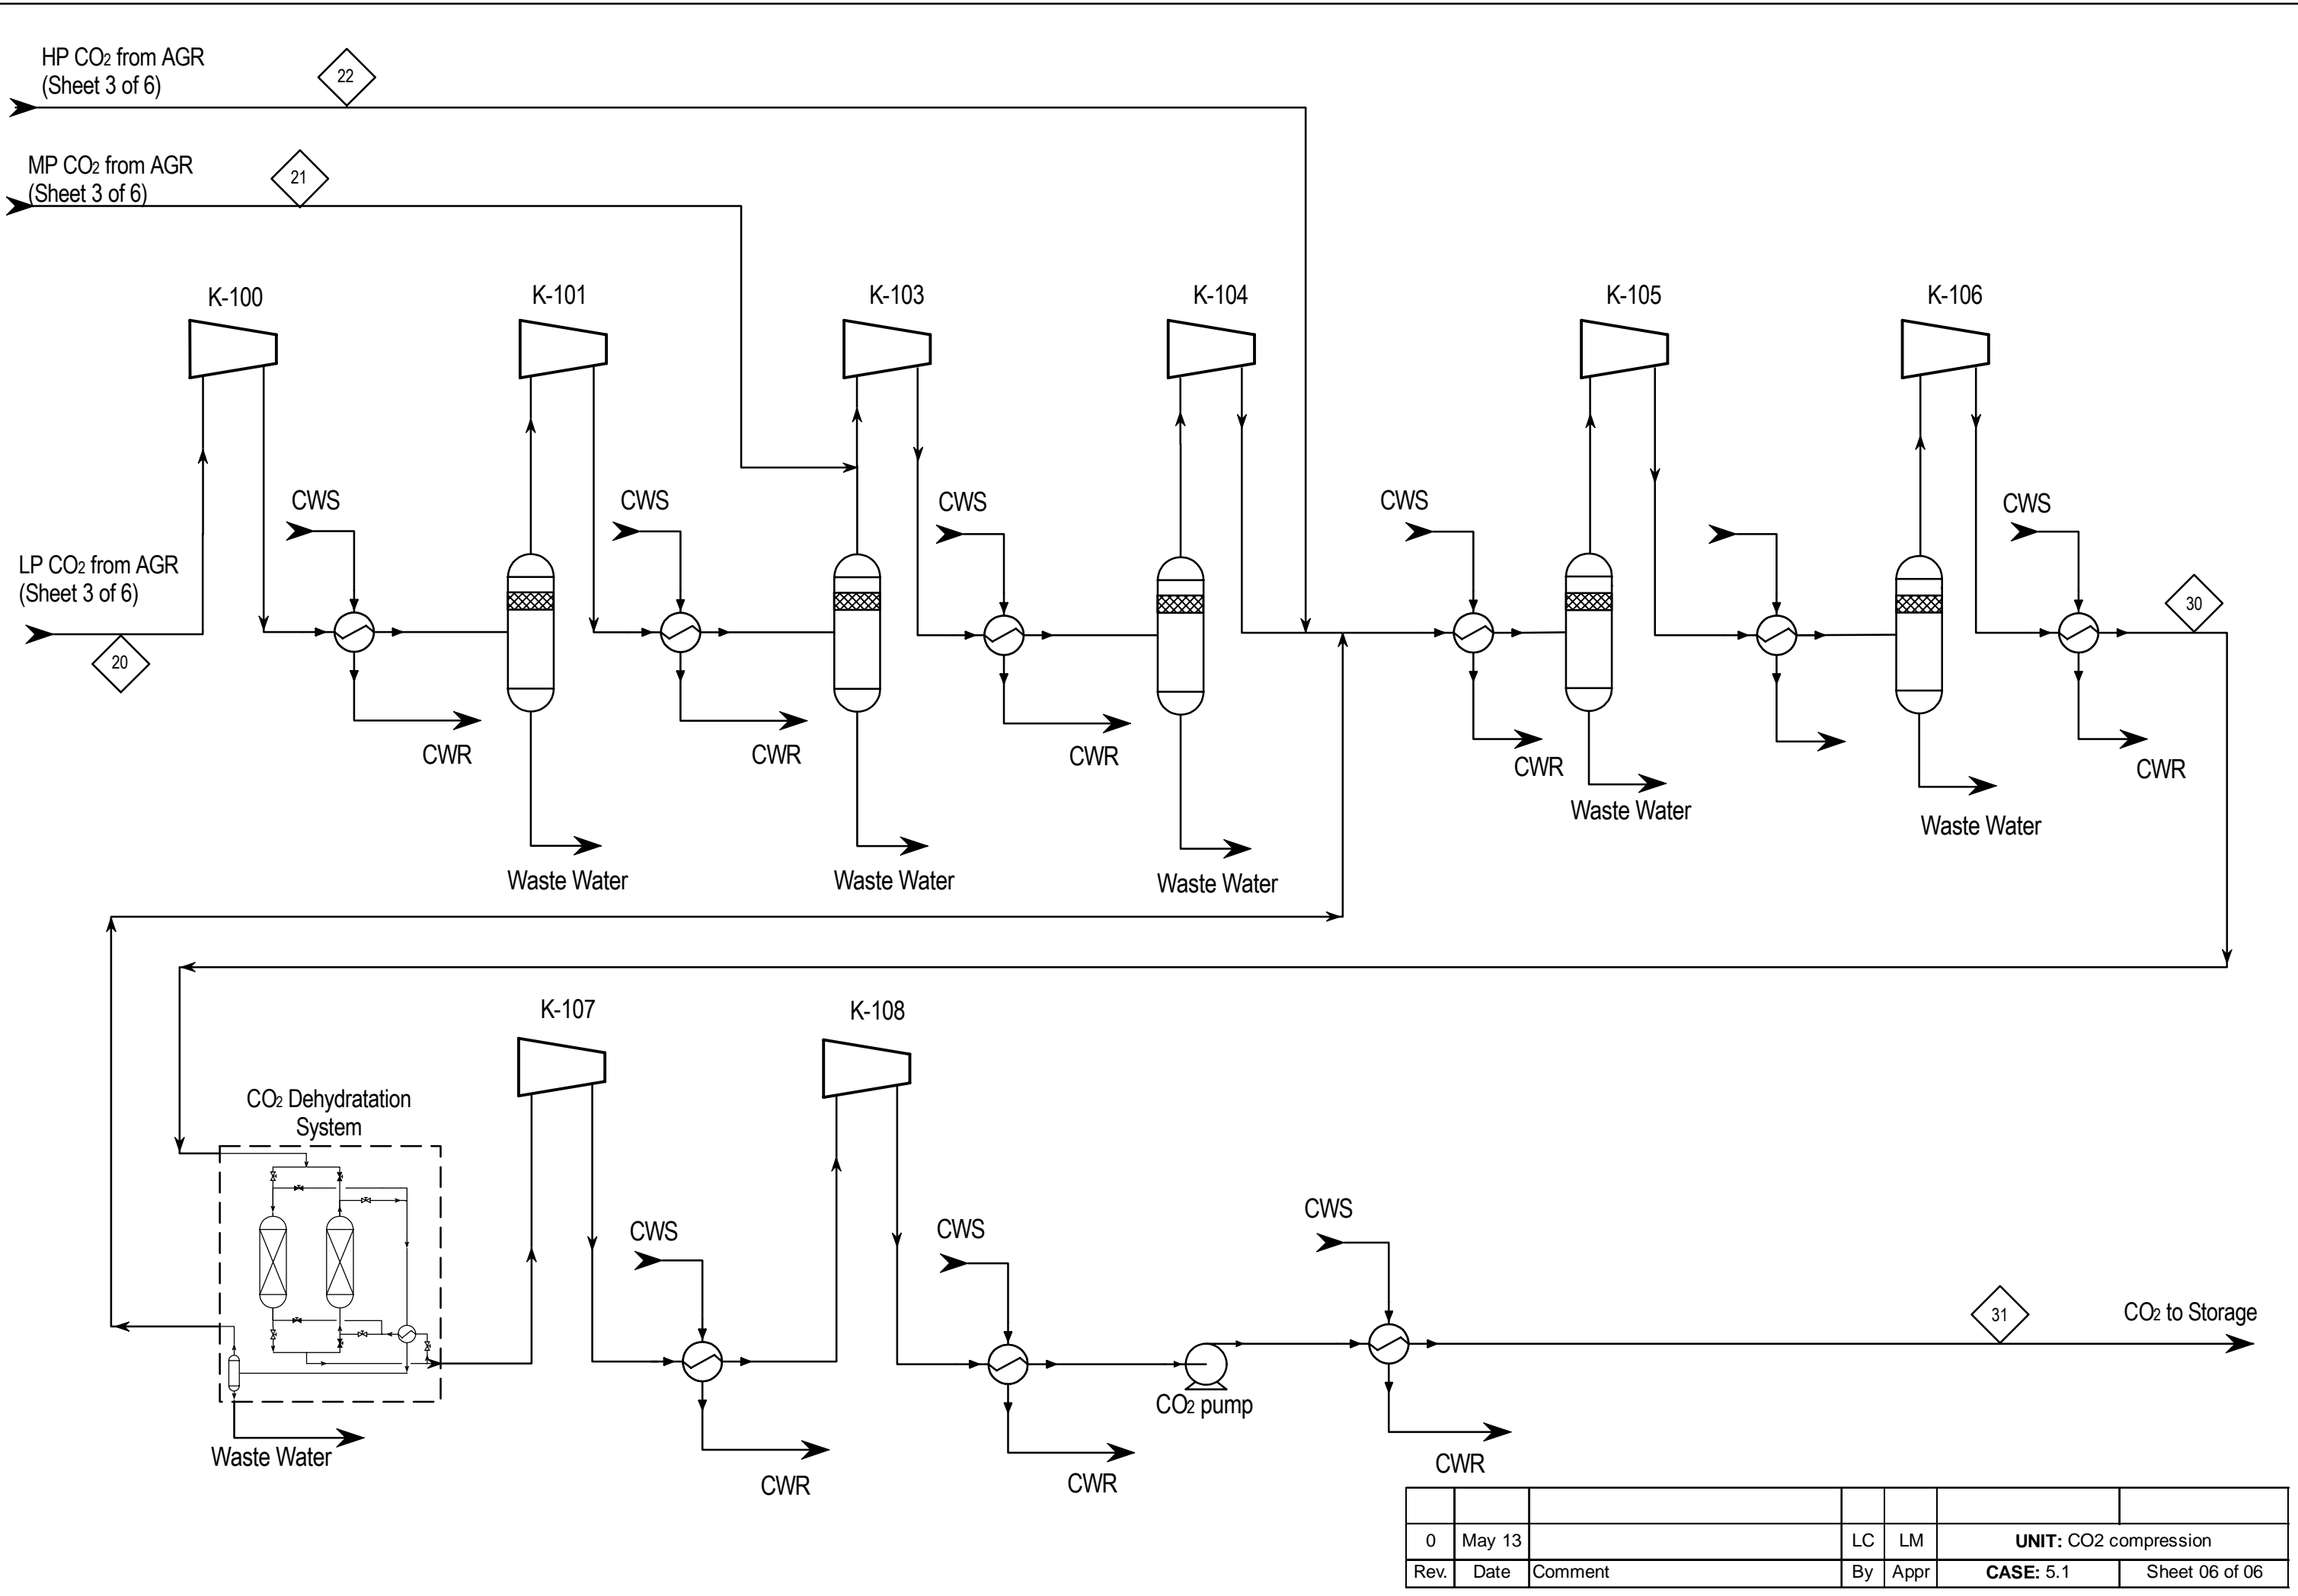 HP CO2 from AGR
(Sheet 3 of 6)
22
MP CO2 from AGR
(Sheet 3 of 6)
21
K-100
K-101
K-103
K-104
K-105
K-106
CWS
CWS
CWS
CWS
CWS
LP CO2 from AGR
(Sheet 3 of 6)
20
30
CWR
CWR
CWR
CWR
CWR
Waste Water
Waste Water
Waste Water
Waste Water
Waste Water
K-107
K-108
CO2 Dehydratation
System
CWS
CWS
CWS
31
CO2 to Storage
CO2 pump
Waste Water
CWR
CWR
CWR
0 May 13 LC LM UNIT: CO2 compression
Rev. Date Comment By Appr CASE: 5.1 Sheet 06 of 06